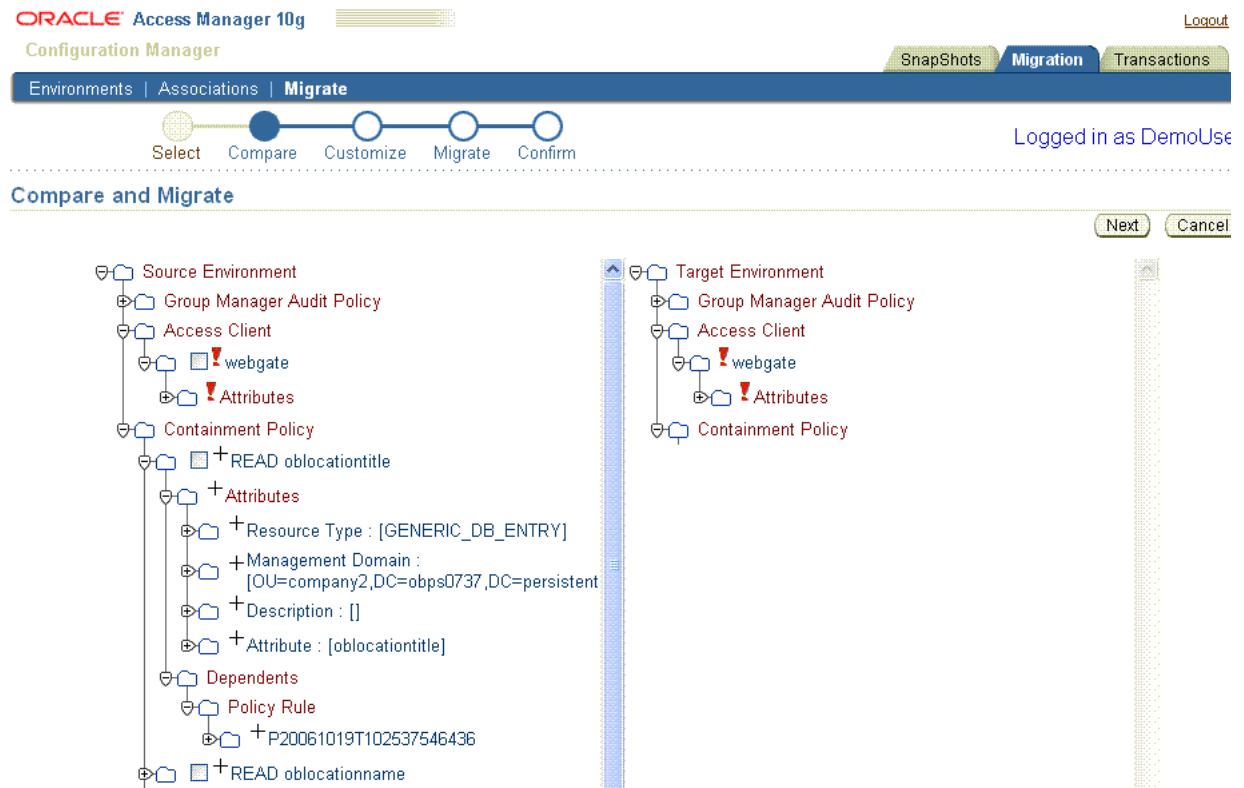 ORACLE Access Manager 10g
Logout
Configuration Manager
SnapShots Migration Transactions
Environments | Associations | Migrate
Select Compare Customize Migrate Confirm
Logged in as DemoUse
Compare and Migrate
Next Cancel
Source Environment
Group Manager Audit Policy
Access Client
! webgate
! Attributes
Containment Policy
+ READ oblocationtitle
+ Attributes
+ Resource Type : [GENERIC_DB_ENTRY]
+ Management Domain :
[OU=company2,DC=obps0737,DC=persistent
+ Description : []
+ Attribute : [oblocationtitle]
Dependents
Policy Rule
+ P20061019T102537546436
+ READ oblocationname
Target Environment
Group Manager Audit Policy
Access Client
! webgate
! Attributes
Containment Policy